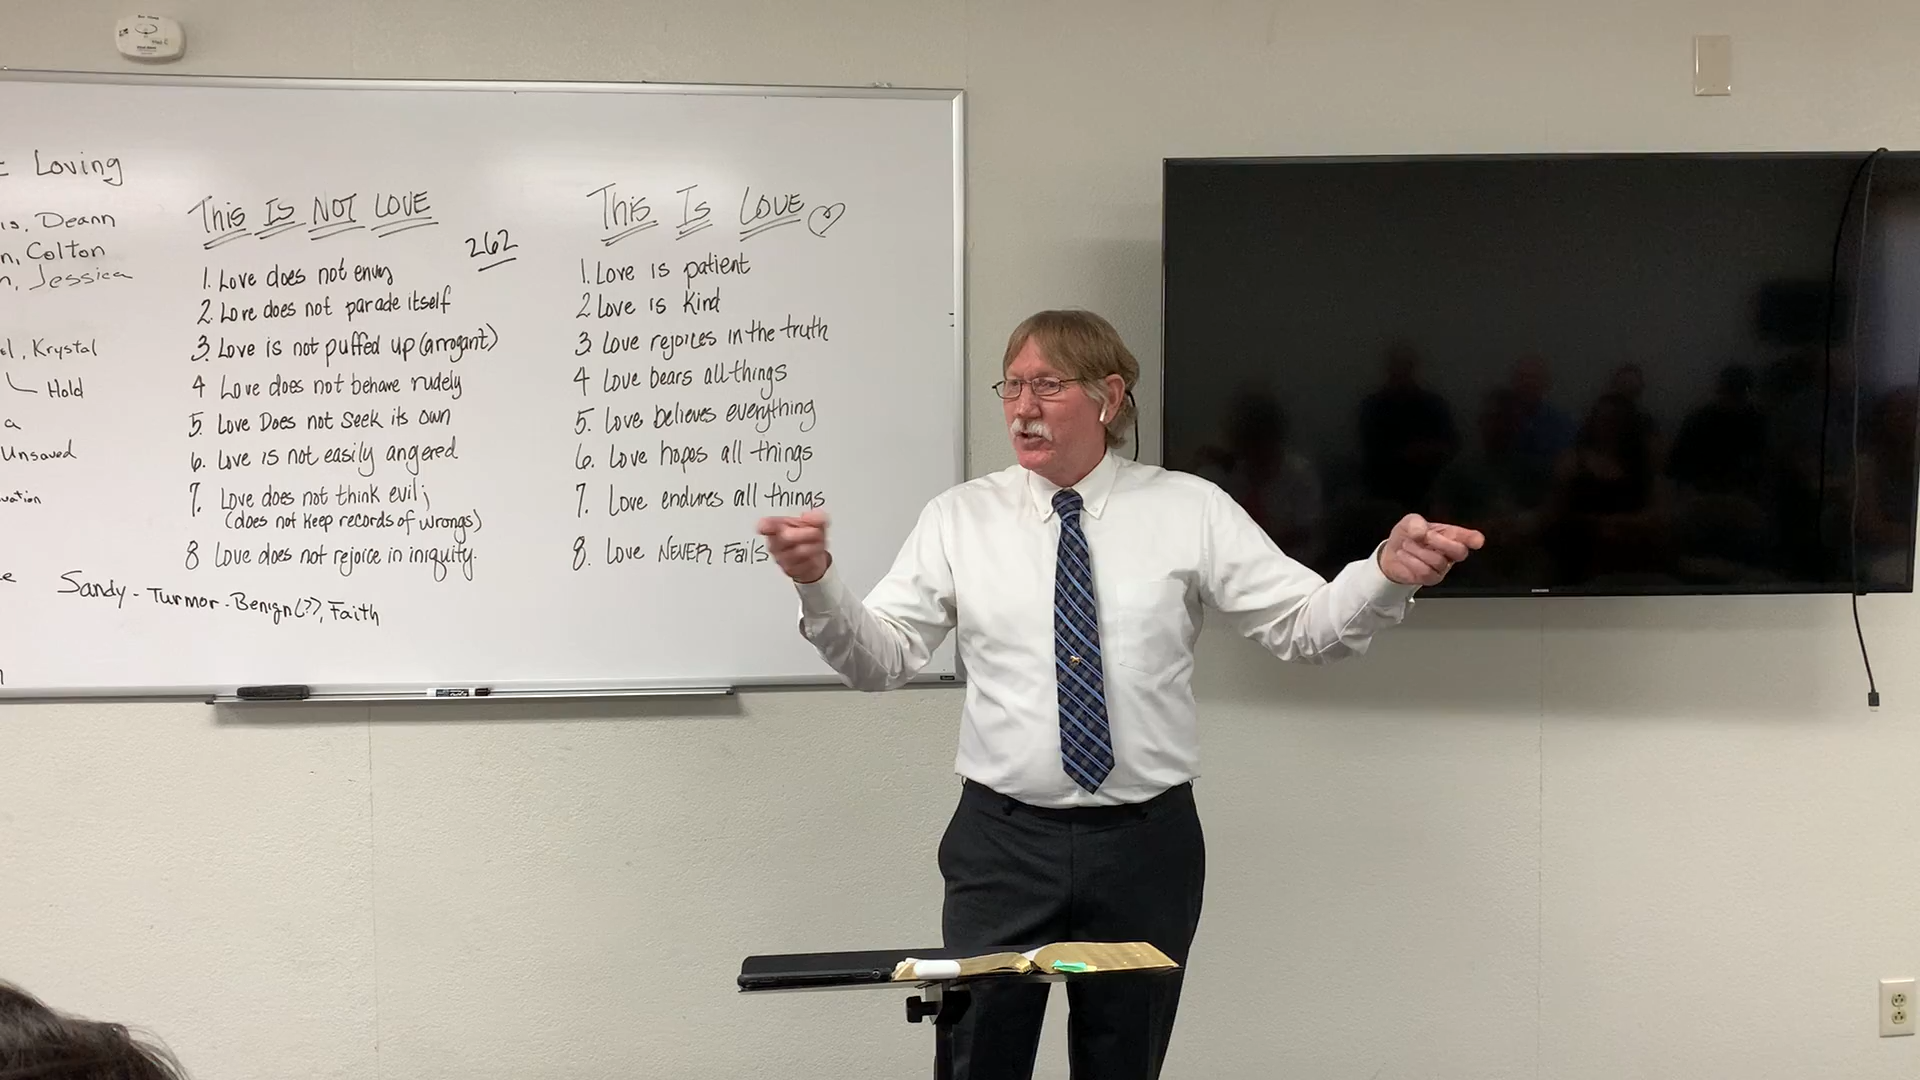 Loving
Deann
Colton
Jessica
Krystal
Hold
a
Unsaved
This Is NOT LOVE
262
1. Love does not envy
2. Love does not parade itself
3. Love is not puffed up (arrogant)
4 Love does not behave rudely
5. Love Does not seek its own
6. Love is not easily angered
7. Love does not think evil;
(does not keep records of wrongs)
8 Love does not rejoice in iniquity.
Sandy - Turmor - Benign(??), Faith
This Is LOVE
1. Love is patient
2 Love is kind
3. Love rejoices in the truth
4 Love bears all things
5. Love believes everything
6. Love hopes all things
7. Love endures all things
8. Love NEVER Fails